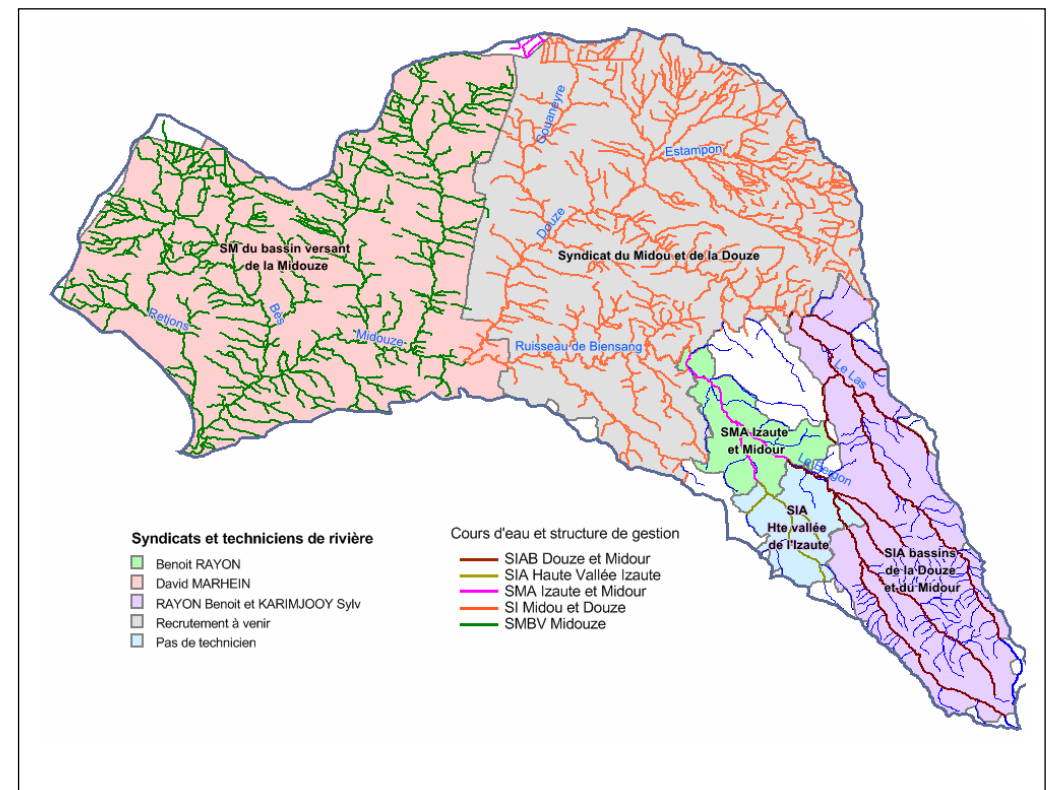 Gouaneyre
Estampon
Douze
SM du bassin versant
de la Midouze
Syndicat du Midou et de la Douze
Retjons
Bès
Midouze
Ruisseau de Biensang
Le Las
SMA Izaute
et Midour
Le Bergon
SIA
Hte vallée
de l'Izaute
SIA bassins
de la Douze
et du Midour
Syndicats et techniciens de rivière
Benoit RAYON
David MARHEIN
RAYON Benoit et KARIMJOOY Sylv
Recrutement à venir
Pas de technicien
Cours d'eau et structure de gestion
SIAB Douze et Midour
SIA Haute Vallée Izaute
SMA Izaute et Midour
SI Midou et Douze
SMBV Midouze